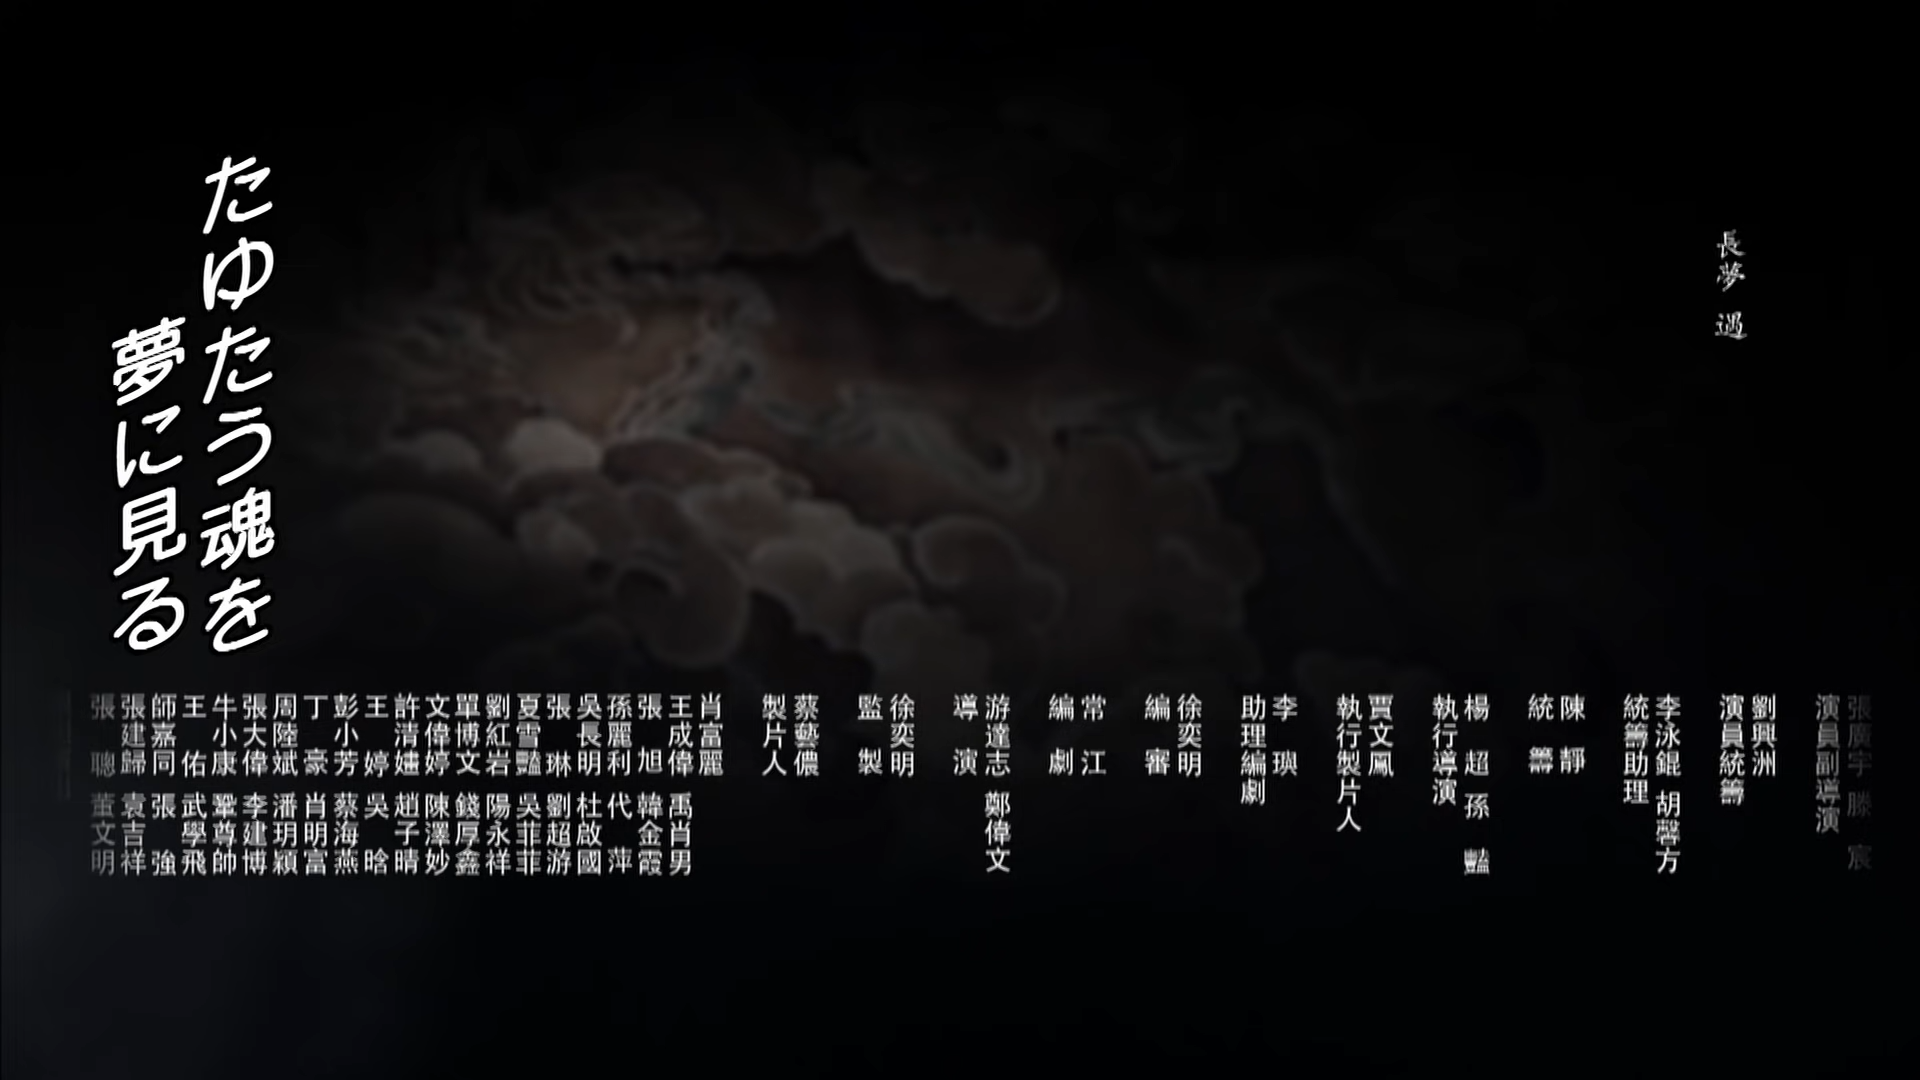 長夢 遇
たゆたう魂を
夢に見る
張廣宇 滕 宸
演員副導演
劉興洲
演員統籌
李泳錕 胡馨方
統籌助理
陳 靜
統 籌
楊 超 孫 豔
執行導演
賈文鳳
執行製片人
李 璵
助理編劇
徐奕明
編 審
常 江
編 劇
游達志 鄭偉文
導 演
徐奕明
監 製
蔡藝儂
製片人
肖富麗
王成偉 禹肖男
張 旭 韓金霞
孫麗利 代 萍
吳長明 杜啟國
張 琳 劉超游
夏雪豔 吳菲菲
劉紅岩 陽永祥
單博文 錢厚鑫
文偉婷 陳澤妙
趙子晴
王 婷 吳 晗
彭小芳 蔡海燕
丁 豪 肖明富
周陸斌 潘玥穎
張大偉 李建博
牛小康 鞏尊帥
王 佑 武學飛
師嘉同 張 強
張建歸 袁吉祥
張 聰 董文明